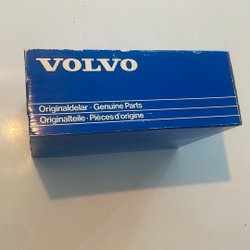 VOLVO
Originaldelar · Genuine Parts
Originalteile · Pièces d'origine